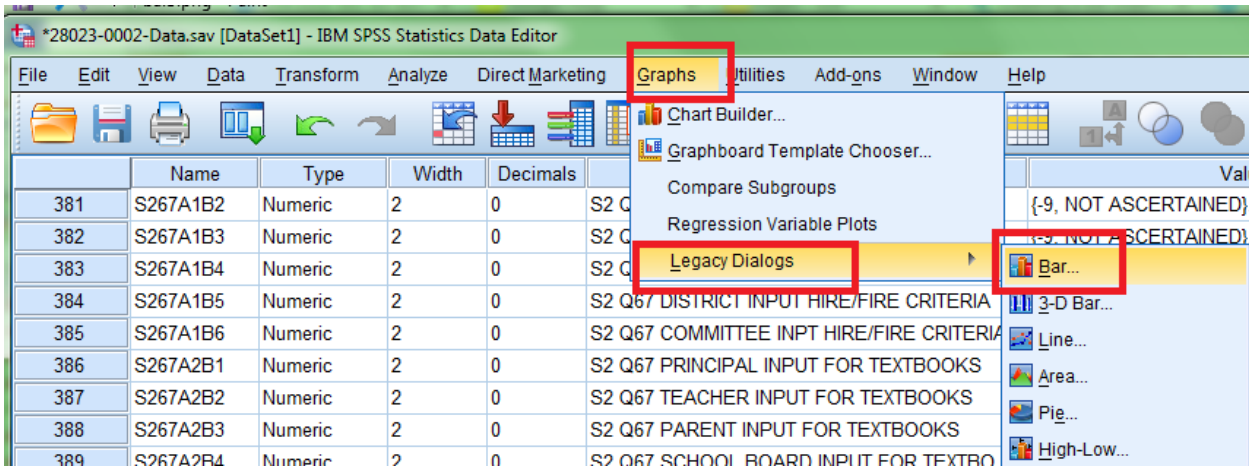 *28023-0002-Data.sav [DataSet1] - IBM SPSS Statistics Data Editor
File Edit View Data Transform Analyze Direct Marketing Graphs Utilities Add-ons Window Help
Chart Builder...
Graphboard Template Chooser...
Compare Subgroups
Regression Variable Plots
Legacy Dialogs
Bar...
3-D Bar...
Line...
Area...
Pie...
High-Low...
Name Type Width Decimals
381 S267A1B2 Numeric 2 0 S2 {-9, NOT ASCERTAINED}
382 S267A1B3 Numeric 2 0 S2 {-9, NOT ASCERTAINED}
383 S267A1B4 Numeric 2 0 S2
384 S267A1B5 Numeric 2 0 S2 Q67 DISTRICT INPUT HIRE/FIRE CRITERIA
385 S267A1B6 Numeric 2 0 S2 Q67 COMMITTEE INPT HIRE/FIRE CRITERIA
386 S267A2B1 Numeric 2 0 S2 Q67 PRINCIPAL INPUT FOR TEXTBOOKS
387 S267A2B2 Numeric 2 0 S2 Q67 TEACHER INPUT FOR TEXTBOOKS
388 S267A2B3 Numeric 2 0 S2 Q67 PARENT INPUT FOR TEXTBOOKS
389 S267A2B4 Numeric 2 0 S2 Q67 SCHOOL BOARD INPUT FOR TEXTBO